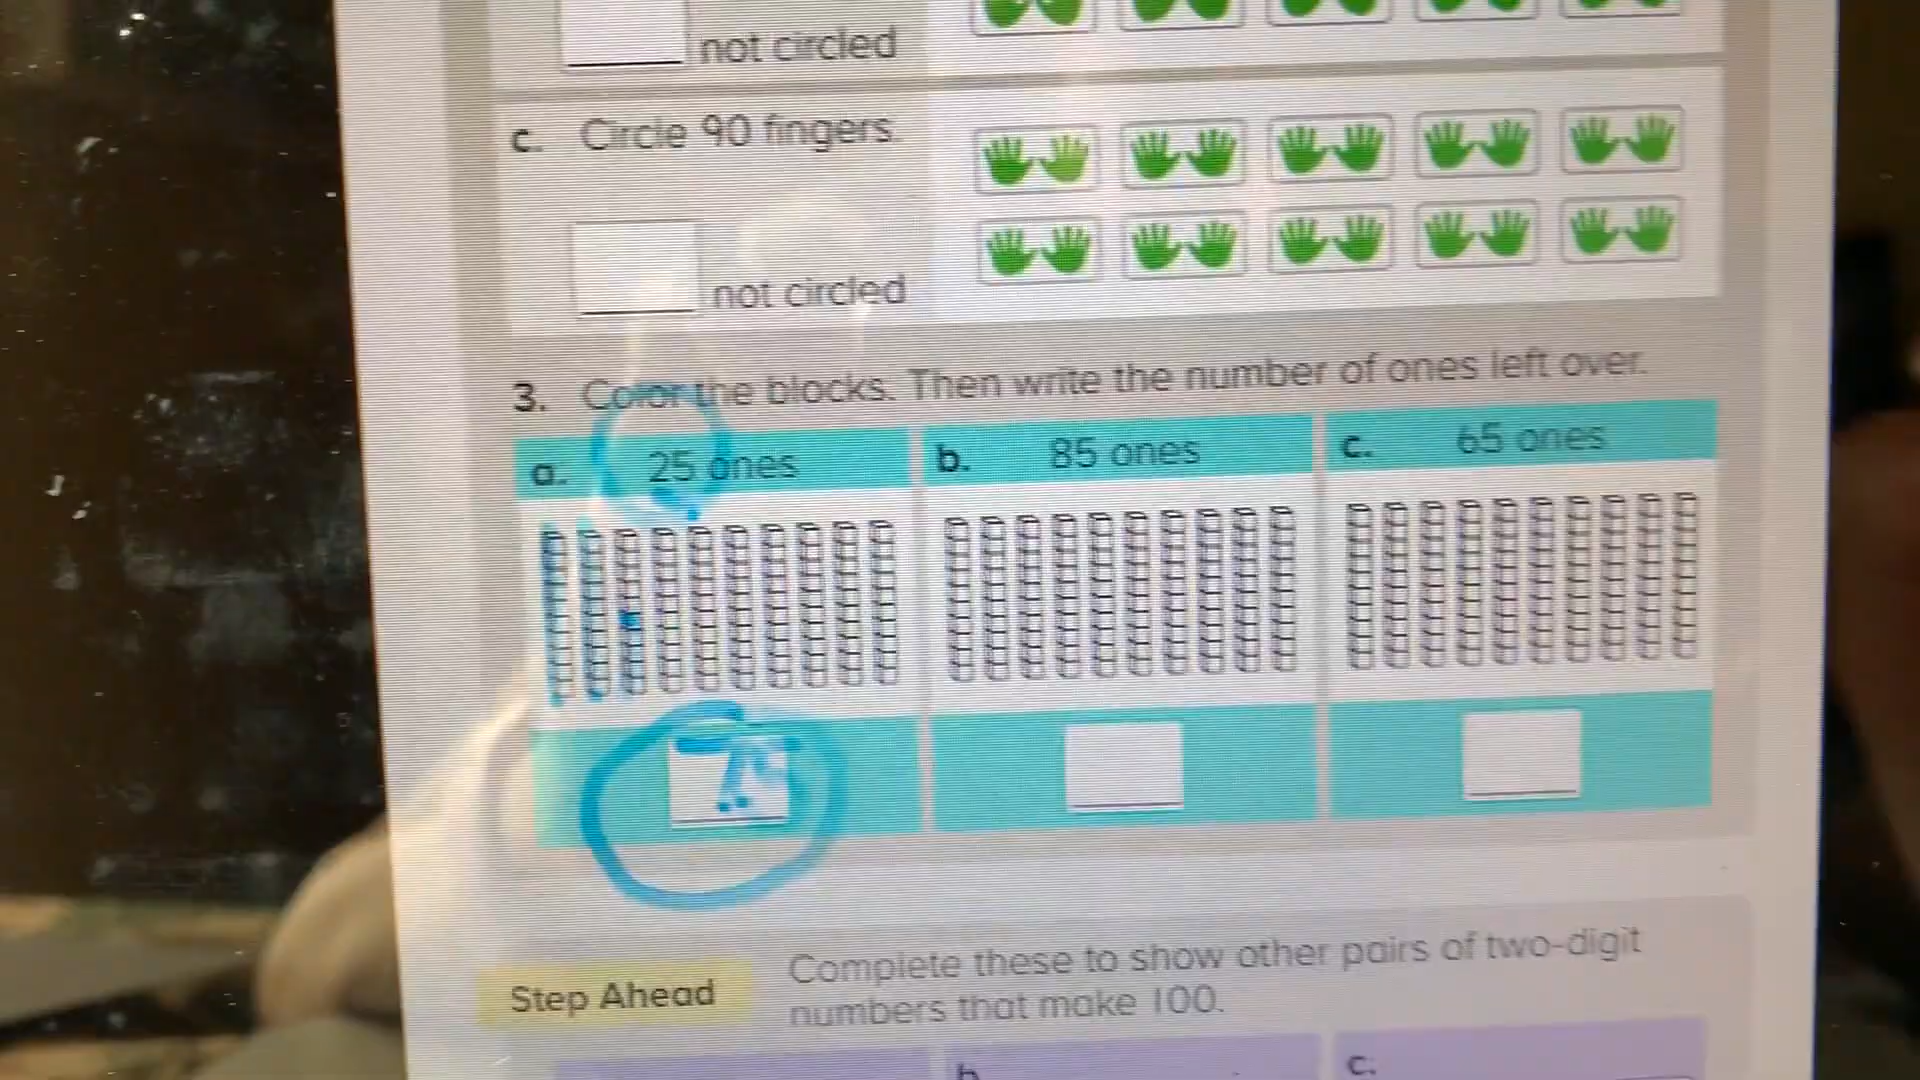 not circled
c. Circle 90 fingers.
not circled
3. Color the blocks. Then write the number of ones left over.
a. 25 ones
b. 85 ones
c. 65 ones
Step Ahead
Complete these to show other pairs of two-digit
numbers that make 100.
b.
c.